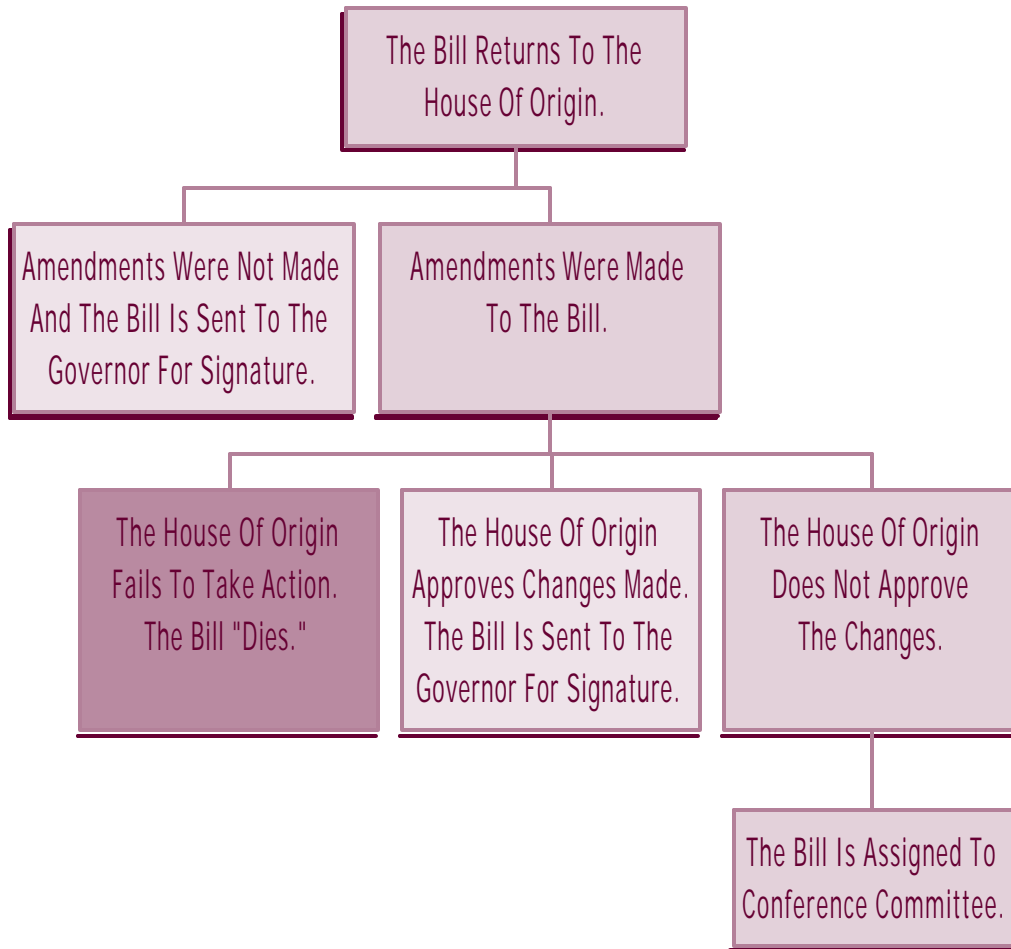 The Bill Returns To The
House Of Origin.
Amendments Were Not Made
And The Bill Is Sent To The
Governor For Signature.
Amendments Were Made
To The Bill.
The House Of Origin
Fails To Take Action.
The Bill "Dies."
The House Of Origin
Approves Changes Made.
The Bill Is Sent To The
Governor For Signature.
The House Of Origin
Does Not Approve
The Changes.
The Bill Is Assigned To
Conference Committee.